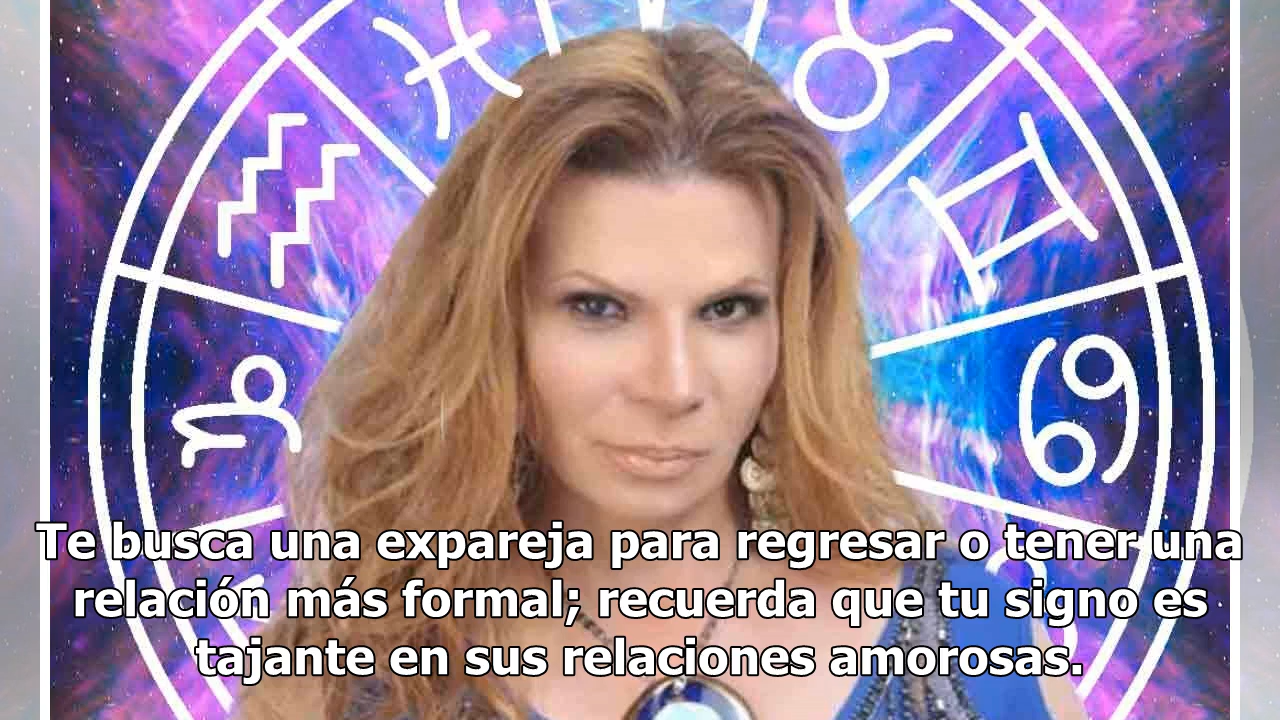 Te busca una expareja para regresar o tener una
relación más formal; recuerda que tu signo es
tajante en sus relaciones amorosas.